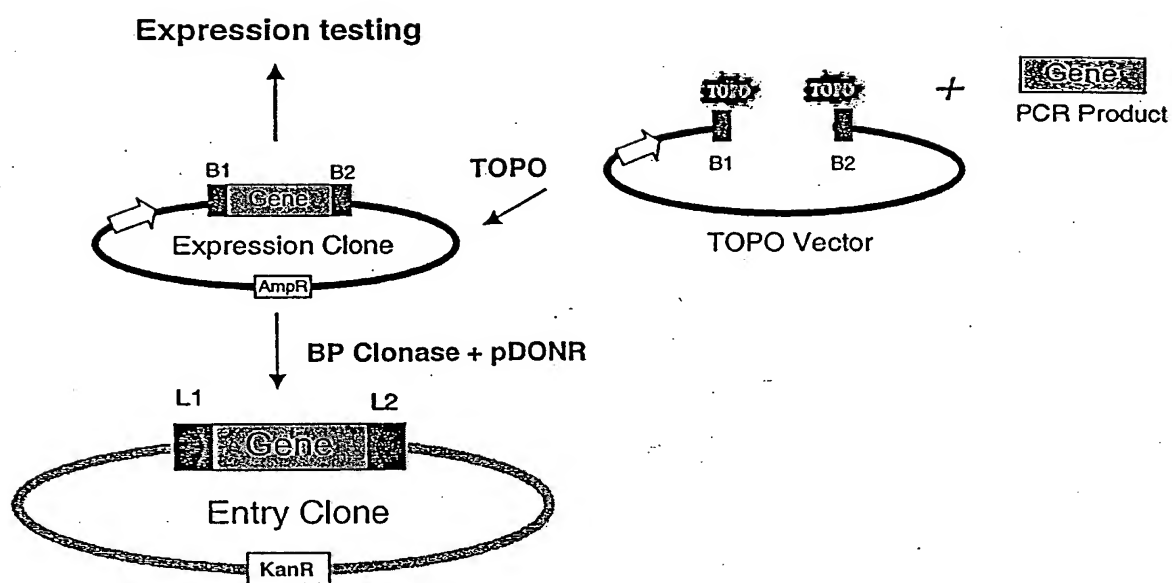 Expression testing
TOPO
TOPO
+
Gene
PCR Product
B1
B2
TOPO Vector
TOPO
B1
B2
Gene
Expression Clone
AmpR
BP Clonase + pDONR
L1
L2
Gene
Entry Clone
KanR